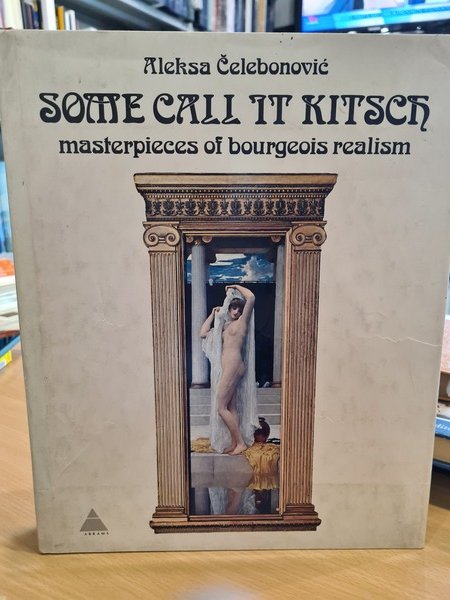 Aleksa Čelebonović
SOME CALL IT KITSCH
masterpieces of bourgeois realism
ABRAMS